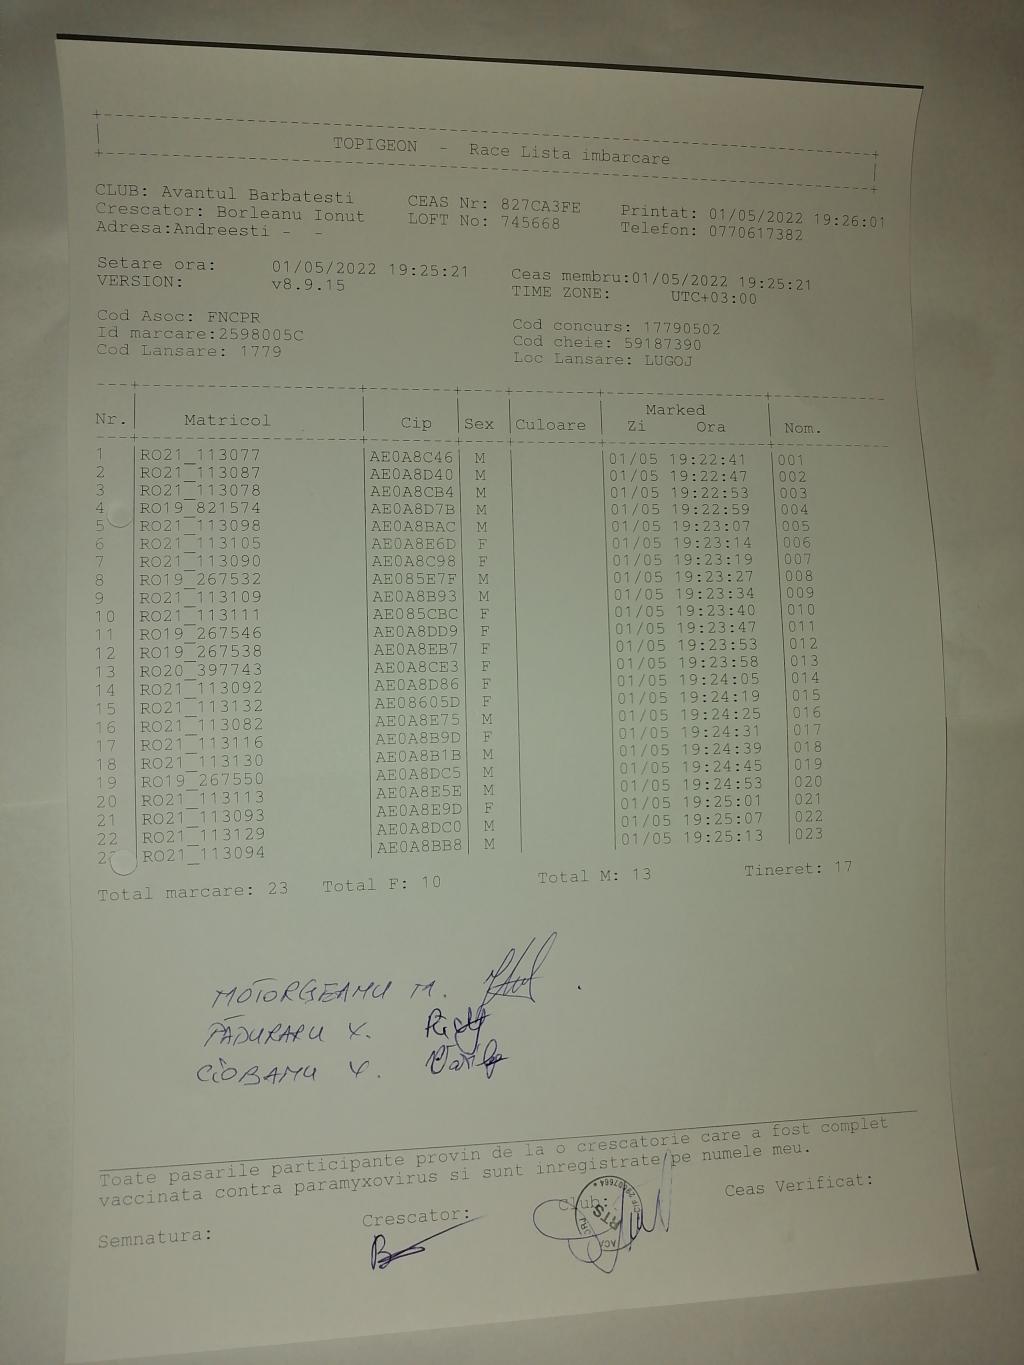 TOPIGEON - Race Lista imbarcare
CLUB: Avantul Barbatesti CEAS Nr: 827CA3FE Printat: 01/05/2022 19:26:01
Crescator: Borleanu Ionut LOFT No: 745668 Telefon: 0770617382
Adresa:Andreesti - -
Setare ora: 01/05/2022 19:25:21 Ceas membru:01/05/2022 19:25:21
VERSION: v8.9.15 TIME ZONE: UTC+03:00
Cod Asoc: FNCPR Cod concurs: 17790502
Id marcare:2598005C Cod cheie: 59187390
Cod Lansare: 1779 Loc Lansare: LUGOJ
Marked
Nr. Matricol Cip Sex Culoare Zi Ora Nom.
1 RO21_113077 AE0A8C46 M 01/05 19:22:41 001
2 RO21_113087 AE0A8D40 M 01/05 19:22:47 002
3 RO21_113078 AE0A8CB4 M 01/05 19:22:53 003
4 RO19_821574 AE0A8D7B M 01/05 19:22:59 004
5 RO21_113098 AE0A8BAC M 01/05 19:23:07 005
6 RO21_113105 AE0A8E6D F 01/05 19:23:14 006
7 RO21_113090 AE0A8C98 F 01/05 19:23:19 007
8 RO19_267532 AE085E7F M 01/05 19:23:27 008
9 RO21_113109 AE0A8B93 M 01/05 19:23:34 009
10 RO21_113111 AE085CBC F 01/05 19:23:40 010
11 RO19_267546 AE0A8DD9 F 01/05 19:23:47 011
12 RO19_267538 AE0A8EB7 F 01/05 19:23:53 012
13 RO20_397743 AE0A8CE3 F 01/05 19:23:58 013
14 RO21_113092 AE0A8D86 F 01/05 19:24:05 014
15 RO21_113132 AE08605D F 01/05 19:24:19 015
16 RO21_113082 AE0A8E75 M 01/05 19:24:25 016
17 RO21_113116 AE0A8B9D F 01/05 19:24:31 017
18 RO21_113130 AE0A8B1B M 01/05 19:24:39 018
19 RO19_267550 AE0A8DC5 M 01/05 19:24:45 019
20 RO21_113113 AE0A8E5E M 01/05 19:24:53 020
21 RO21_113093 AE0A8E9D F 01/05 19:25:01 021
22 RO21_113129 AE0A8DC0 M 01/05 19:25:07 022
2 RO21_113094 AE0A8BB8 M 01/05 19:25:13 023
Total marcare: 23 Total F: 10 Total M: 13 Tineret: 17
MOTORGEANU M.
PĂDURARU X.
CIOBANU Y.
Toate pasarile participante provin de la o crescatorie care a fost complet
vaccinata contra paramyxovirus si sunt inregistrate pe numele meu.
Semnatura: Crescator: Club: Ceas Verificat:
RTS